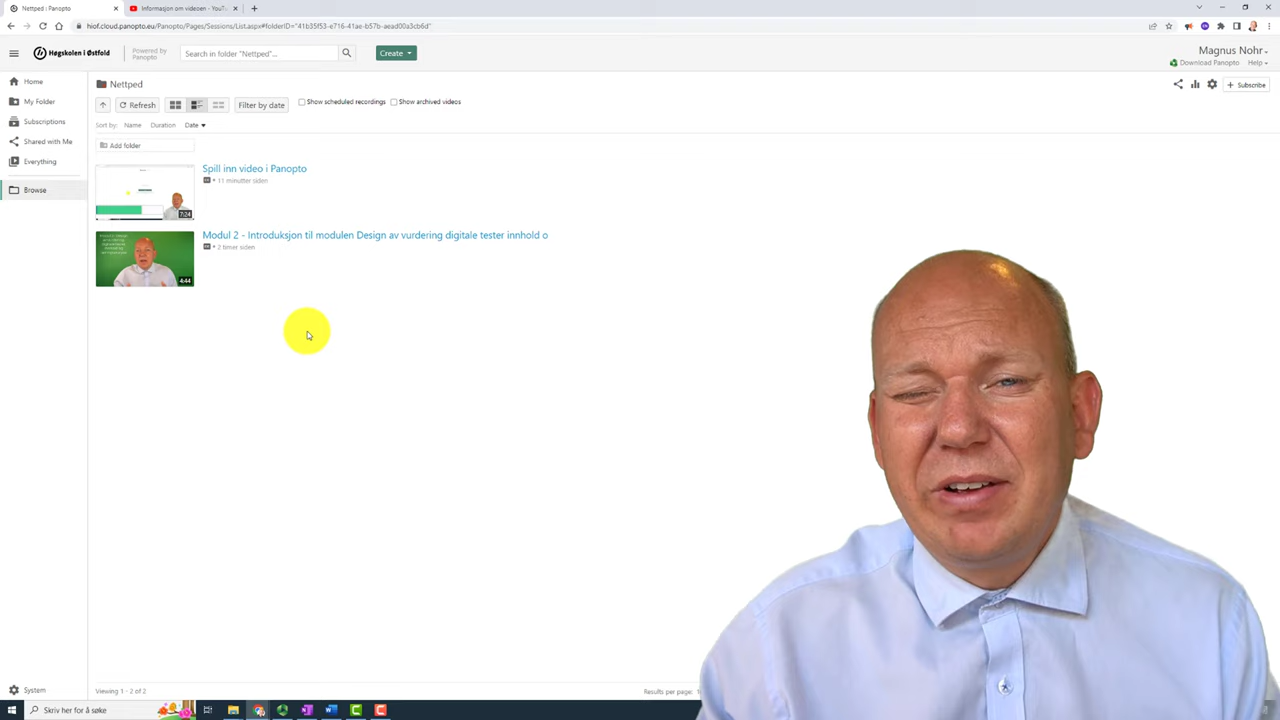 Nettped : Panopto
Informasjon om videoen - YouT
hiof.cloud.panopto.eu/Panopto/Pages/Sessions/List.aspx#folderID="41b35f53-e716-41ae-b57b-aead00a3cb6d"
Høgskolen i Østfold
Powered by
Panopto
Search in folder "Nettped"...
Create
Magnus Nohr
Download Panopto
Help
Home
My Folder
Subscriptions
Shared with Me
Everything
Browse
Nettped
Subscribe
Refresh
Filter by date
Show scheduled recordings
Show archived videos
Sort by:
Name
Duration
Date
Add folder
Spill inn video i Panopto
11 minutter siden
7:24
Modul 2 - Introduksjon til modulen Design av vurdering digitale tester innhold o
2 timer siden
4:44
System
Viewing 1 - 2 of 2
Results per page:
Skriv her for å søke